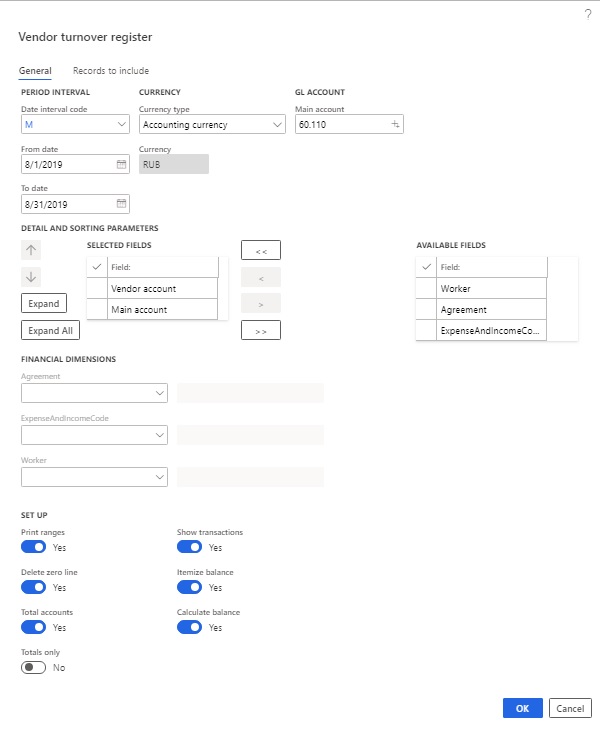 ?
Vendor turnover register
General Records to include
PERIOD INTERVAL CURRENCY GL ACCOUNT
Date interval code Currency type Main account
M Accounting currency 60.110
From date Currency
8/1/2019 RUB
To date
8/31/2019
DETAIL AND SORTING PARAMETERS
SELECTED FIELDS AVAILABLE FIELDS
Field: << Field:
Vendor account < Worker
Expand Main account > Agreement
Expand All >> ExpenseAndIncomeCo...
FINANCIAL DIMENSIONS
Agreement
ExpenseAndIncomeCode
Worker
SET UP
Print ranges Show transactions
Yes Yes
Delete zero line Itemize balance
Yes Yes
Total accounts Calculate balance
Yes Yes
Totals only
No
OK Cancel